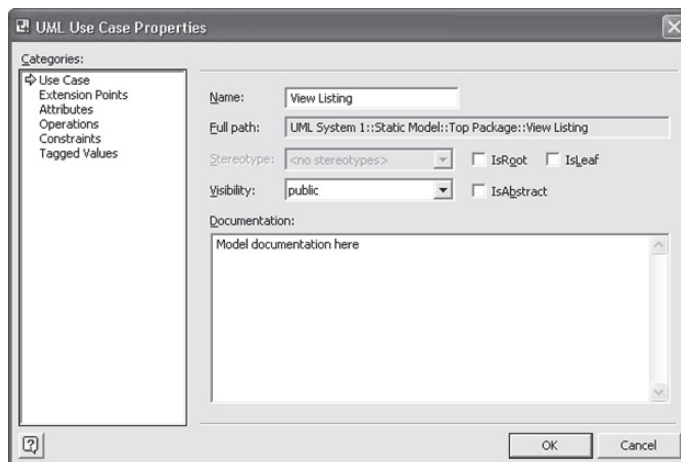 UML Use Case Properties
Categories:
Use Case
Extension Points
Attributes
Operations
Constraints
Tagged Values
Name: View Listing
Full path: UML System 1::Static Model::Top Package::View Listing
Stereotype: <no stereotypes> IsRoot IsLeaf
Visibility: public IsAbstract
Documentation:
Model documentation here
? OK Cancel